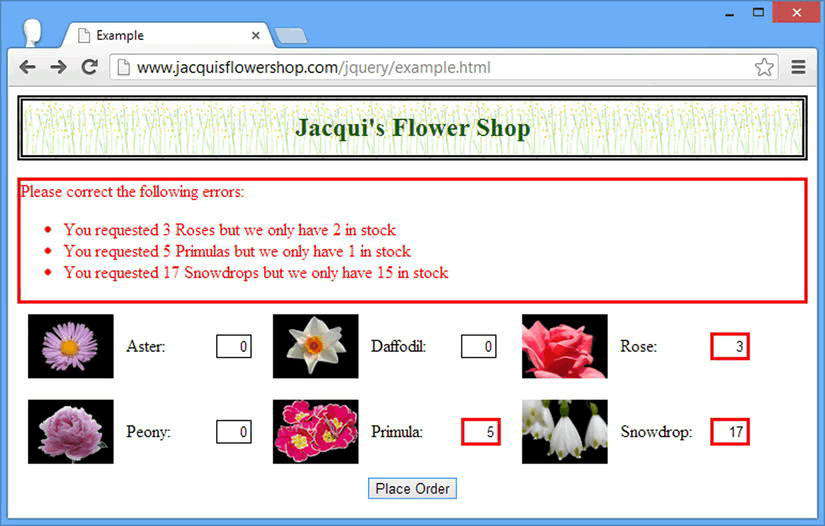 Example
www.jacquisflowershop.com/jquery/example.html
Jacqui's Flower Shop
Please correct the following errors:
You requested 3 Roses but we only have 2 in stock
You requested 5 Primulas but we only have 1 in stock
You requested 17 Snowdrops but we only have 15 in stock
Aster: 0 Daffodil: 0 Rose: 3
Peony: 0 Primula: 5 Snowdrop: 17
Place Order